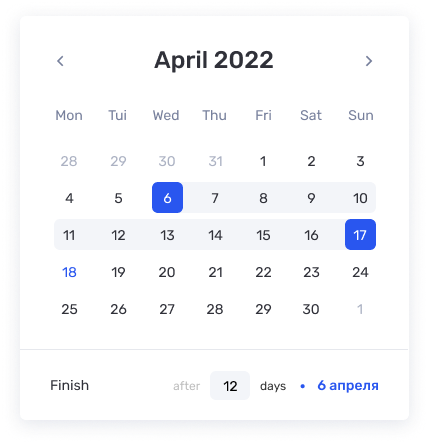 April 2022
Mon Tui Wed Thu Fri Sat Sun
28 29 30 31 1 2 3
4 5 6 7 8 9 10
11 12 13 14 15 16 17
18 19 20 21 22 23 24
25 26 27 28 29 30 1
Finish after 12 days • 6 апреля